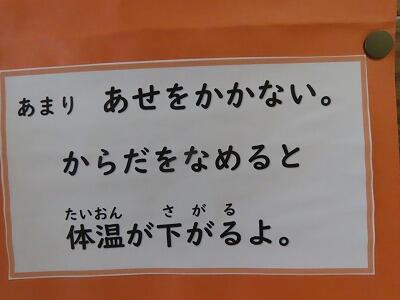 あまり あせをかかない。
からだをなめると
たいおん さがる
体温が下がるよ。